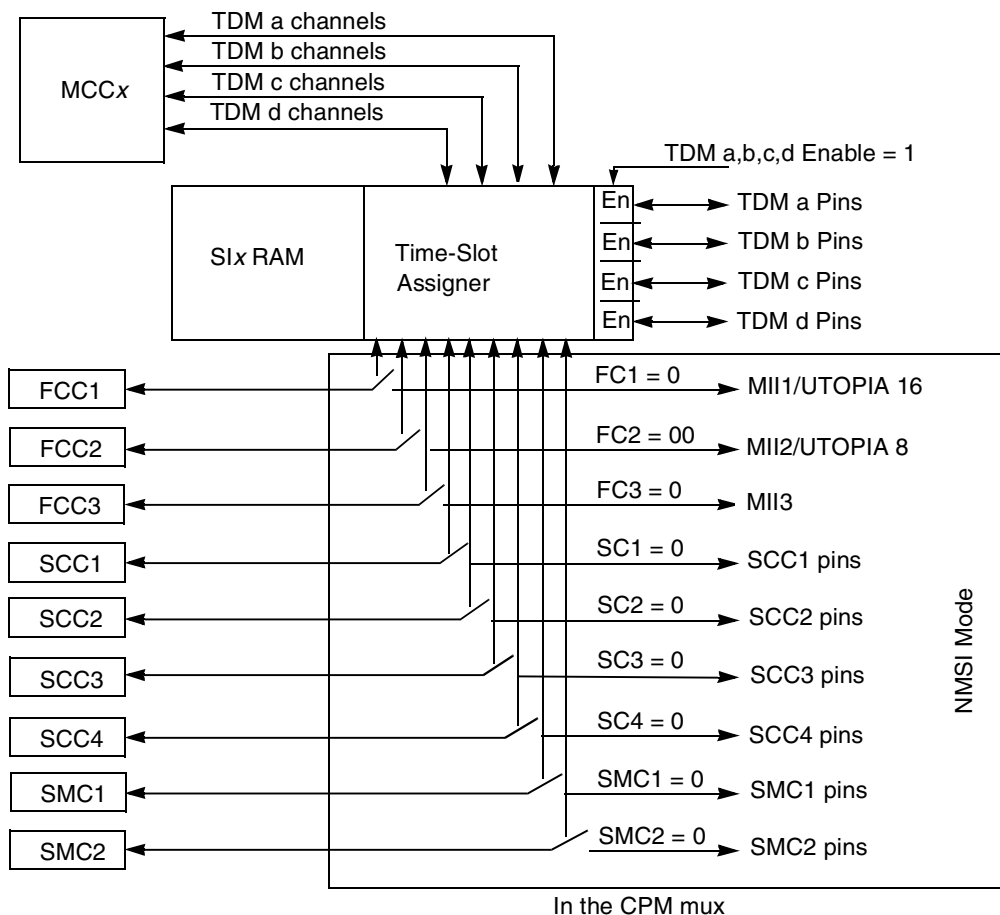 TDM a channels
TDM b channels
TDM c channels
TDM d channels
MCCx
TDM a,b,c,d Enable = 1
SIx RAM
Time-Slot
Assigner
En
TDM a Pins
En
TDM b Pins
En
TDM c Pins
En
TDM d Pins
FCC1
FC1 = 0
MII1/UTOPIA 16
FCC2
FC2 = 00
MII2/UTOPIA 8
FCC3
FC3 = 0
MII3
SCC1
SC1 = 0
SCC1 pins
SCC2
SC2 = 0
SCC2 pins
SCC3
SC3 = 0
SCC3 pins
SCC4
SC4 = 0
SCC4 pins
SMC1
SMC1 = 0
SMC1 pins
SMC2
SMC2 = 0
SMC2 pins
NMSI Mode
In the CPM mux